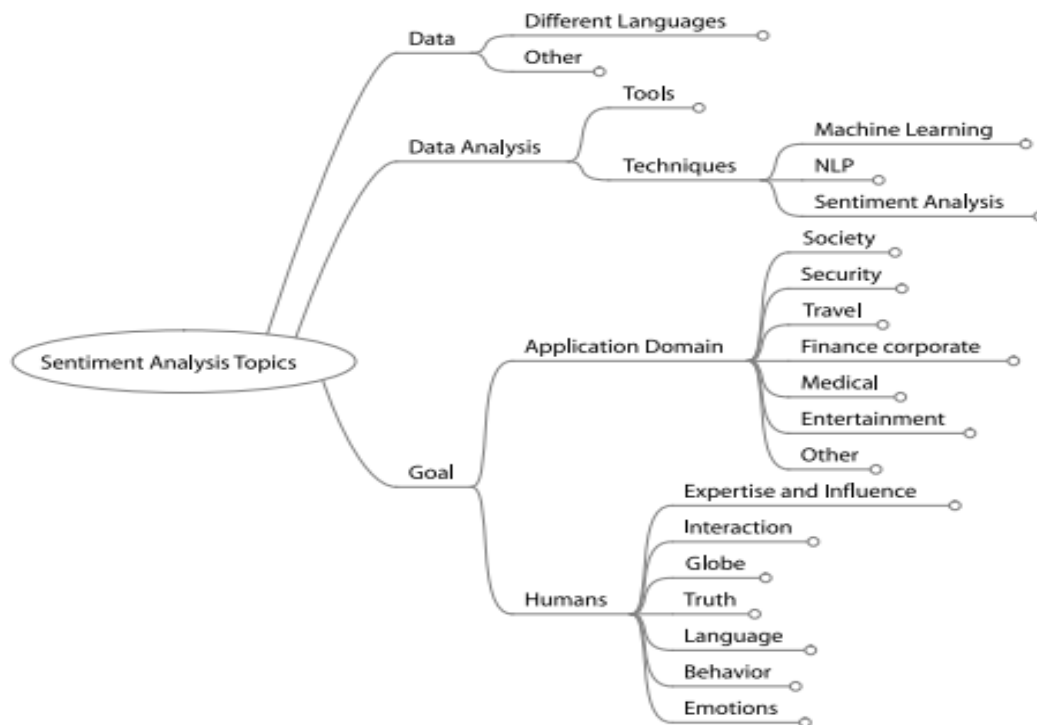 Different Languages
Data
Other
Tools
Data Analysis
Machine Learning
Techniques
NLP
Sentiment Analysis
Society
Security
Travel
Sentiment Analysis Topics
Application Domain
Finance corporate
Medical
Entertainment
Other
Goal
Expertise and Influence
Interaction
Globe
Humans
Truth
Language
Behavior
Emotions